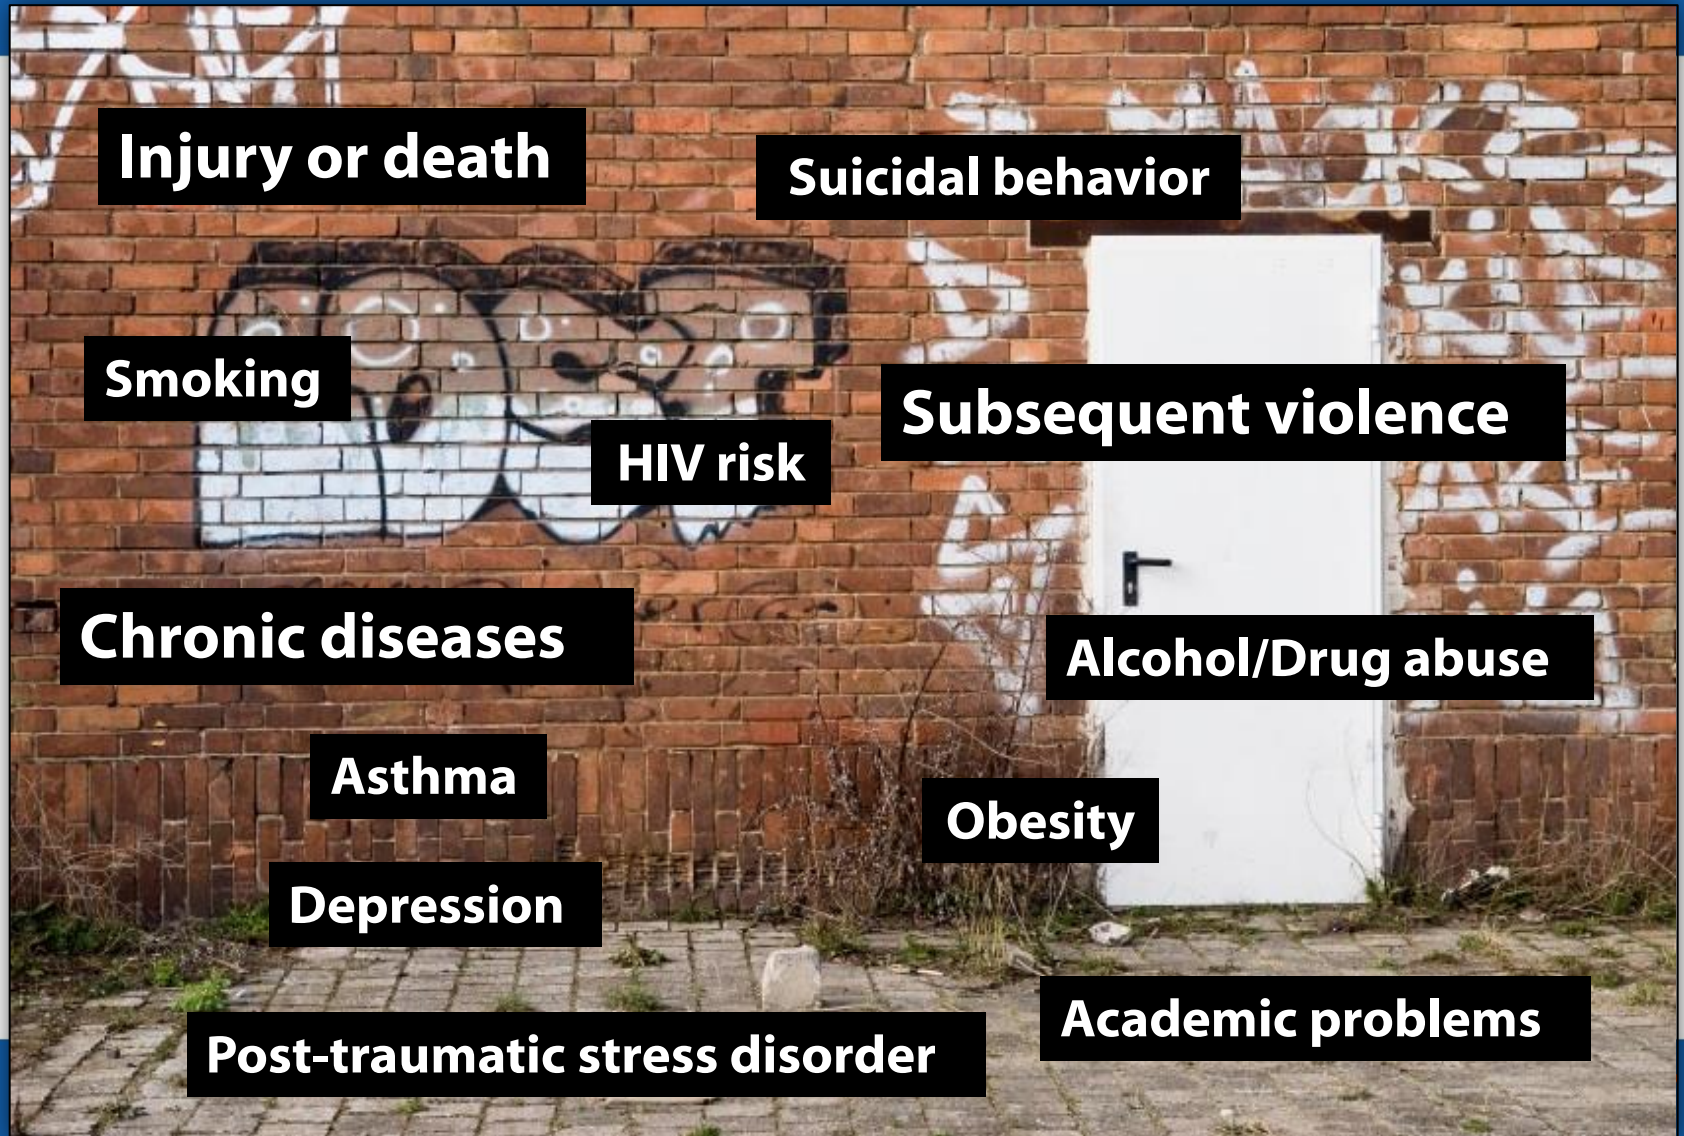 Injury or death
Suicidal behavior
Smoking
Subsequent violence
HIV risk
Chronic diseases
Alcohol/Drug abuse
Asthma
Obesity
Depression
Academic problems
Post-traumatic stress disorder